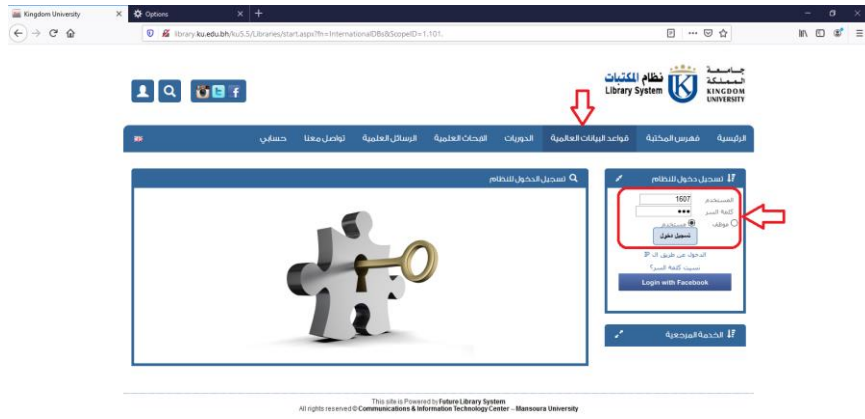 Kingdom University
Options
library.ku.edu.bh/ku5.5/Libraries/start.aspx?fn=InternationalDBs&ScopeID=1.101.
نظام المكتبات
Library System
جـامـعـة
المملكة
KINGDOM
UNIVERSITY
الرئيسية
فهرس المكتبة
قواعد البيانات العالمية
الدوريات
الابحاث العلمية
الرسائل العلمية
تواصل معنا
حسابي
تسجيل دخول للنظام
تسجيل الدخول للنظام
المستخدم 1607
كلمة السر •••
موظف مستخدم
تسجيل دخول
الدخول عن طريق ال IP
نسيت كلمة السر؟
Login with Facebook
الخدمة المرجعية
This site is Powered by Future Library System
All rights reserved © Communications & Information Technology Center - Mansoura University